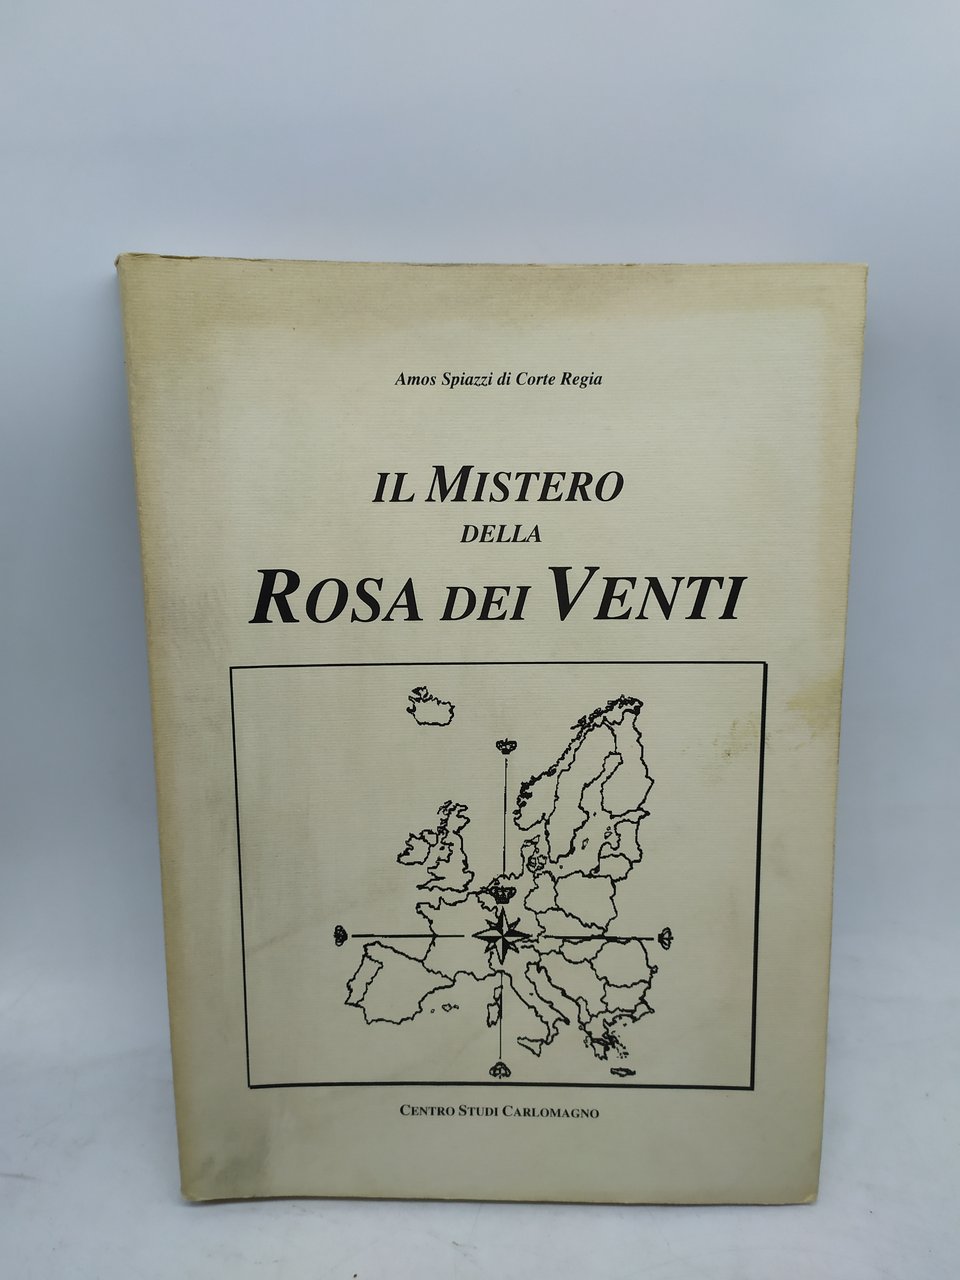 Amos Spiazzi di Corte Regia
IL MISTERO
DELLA
ROSA DEI VENTI
CENTRO STUDI CARLOMAGNO